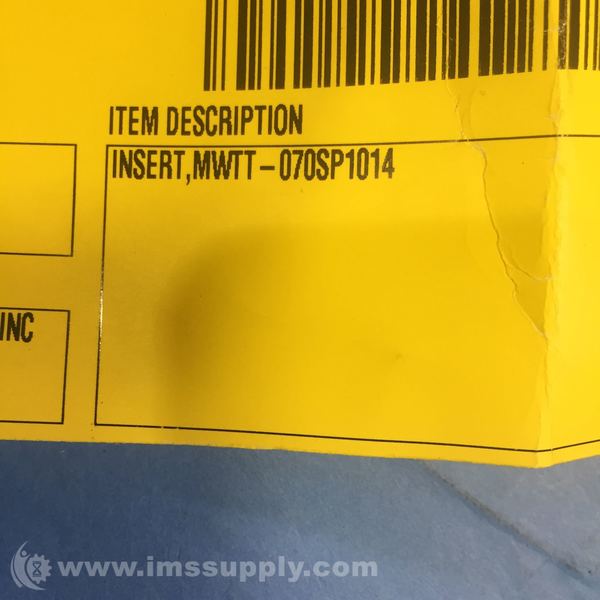 ITEM DESCRIPTION
INSERT,MWTT-070SP1014
INC
www.imssupply.com